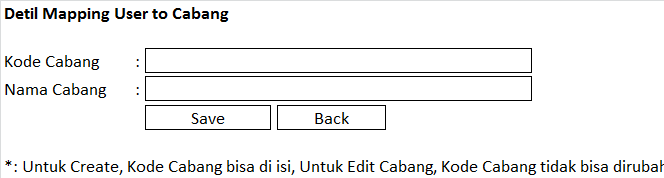 Detil Mapping User to Cabang
Kode Cabang :
Nama Cabang :
Save Back
*: Untuk Create, Kode Cabang bisa di isi, Untuk Edit Cabang, Kode Cabang tidak bisa dirubah